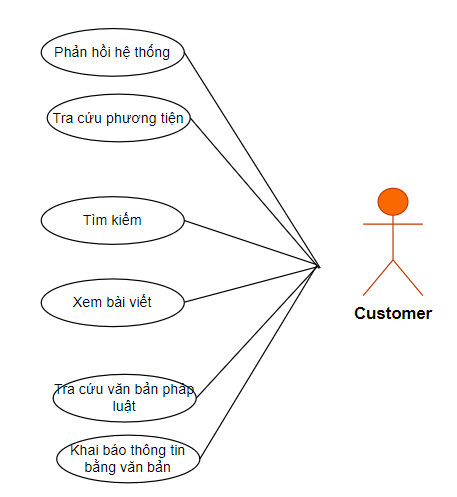 Phản hồi hệ thống
Tra cứu phương tiện
Tìm kiếm
Xem bài viết
Customer
Tra cứu văn bản pháp
luật
Khai báo thông tin
bằng văn bản